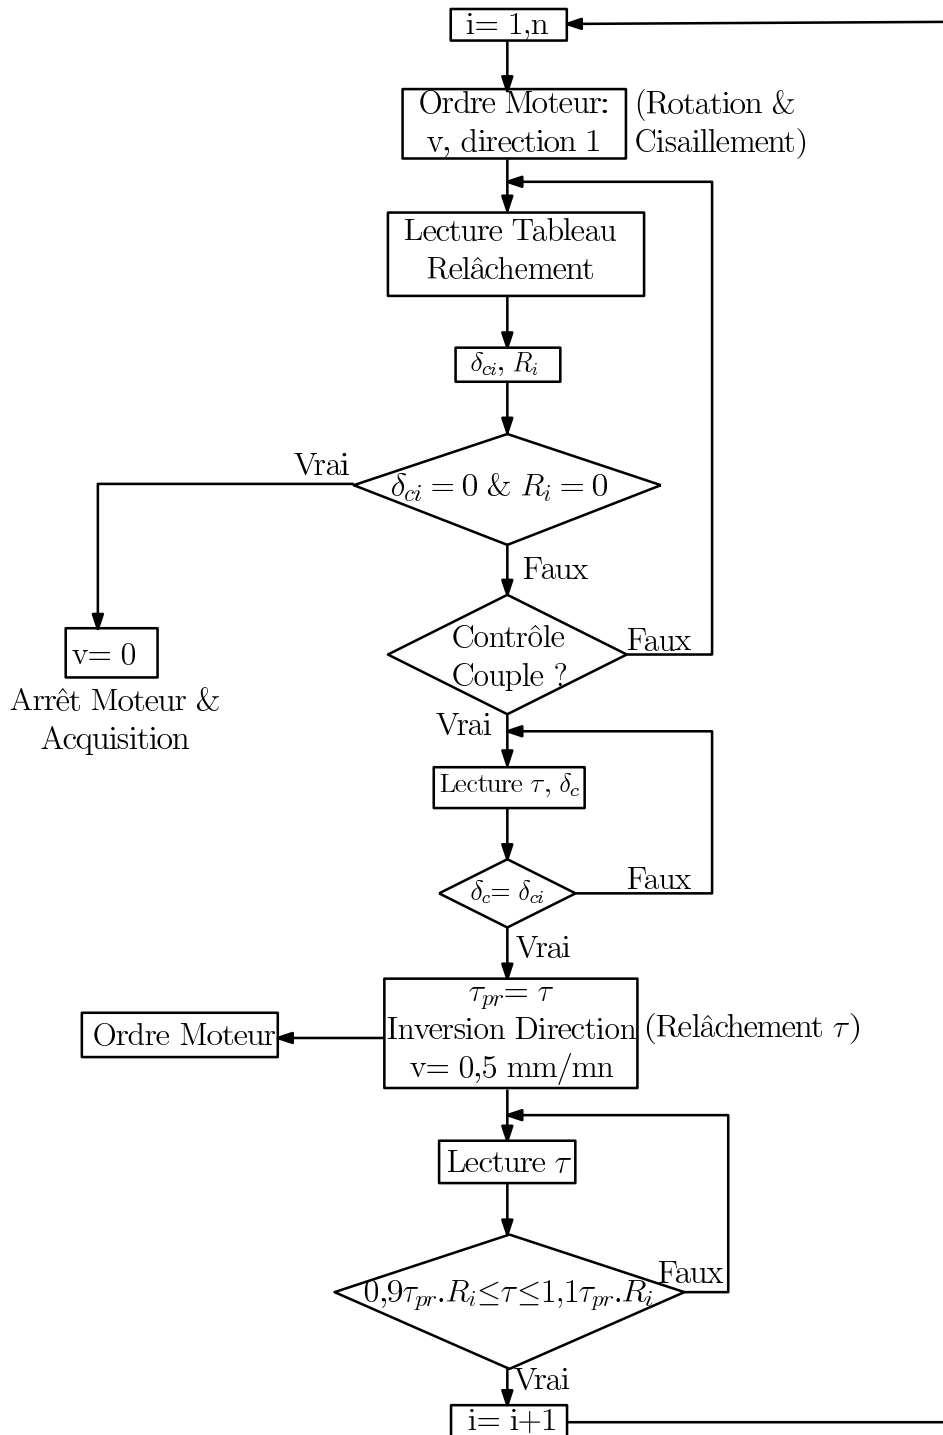 i= 1,n
Ordre Moteur:
v, direction 1
(Rotation &
Cisaillement)
Lecture Tableau
Relâchement
δci, Ri
Vrai
δci = 0 & Ri = 0
Faux
v= 0
Arrêt Moteur &
Acquisition
Contrôle
Couple ?
Faux
Vrai
Lecture τ, δc
δc= δci
Faux
Vrai
τpr= τ
Inversion Direction
v= 0,5 mm/mn
(Relâchement τ)
Ordre Moteur
Lecture τ
0,9τpr.Ri≤τ≤1,1τpr.Ri
Faux
Vrai
i= i+1